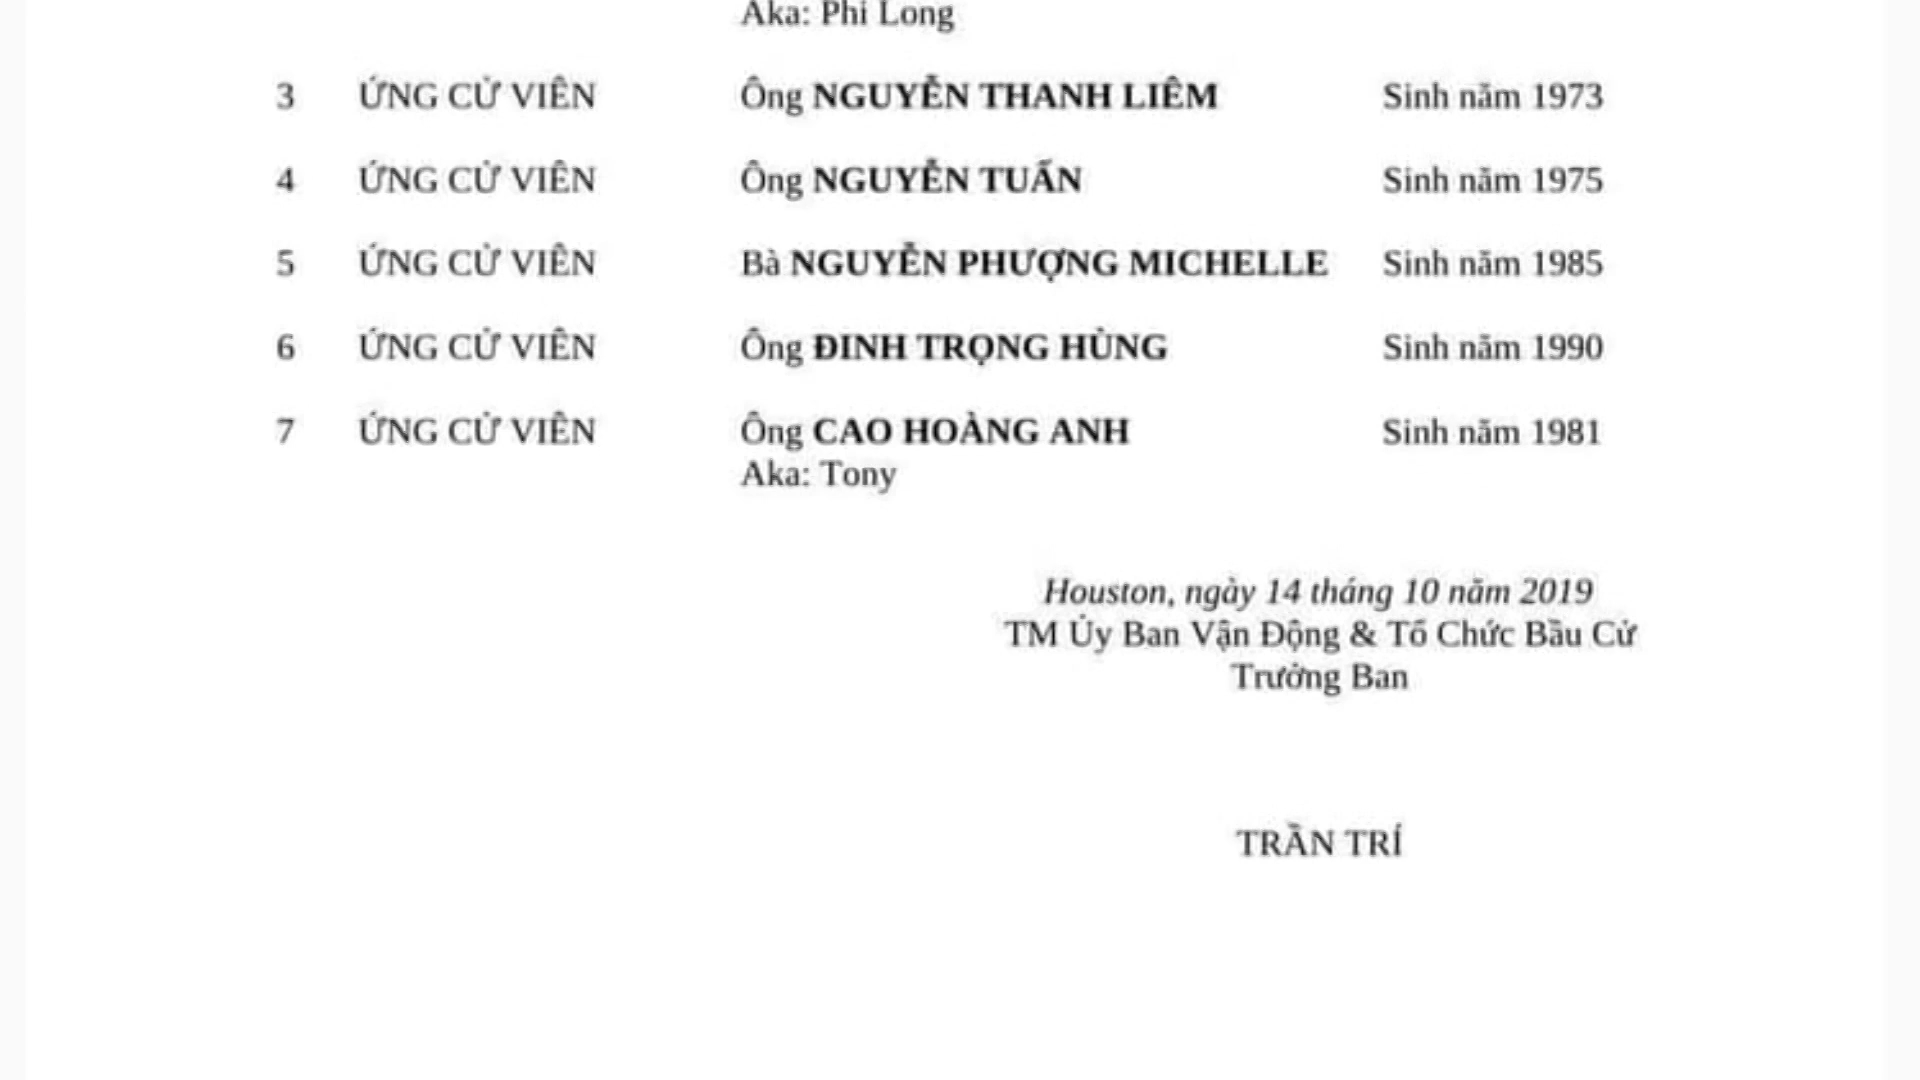 Aka: Phi Long
3 ỨNG CỬ VIÊN Ông NGUYỄN THANH LIÊM Sinh năm 1973
4 ỨNG CỬ VIÊN Ông NGUYỄN TUẤN Sinh năm 1975
5 ỨNG CỬ VIÊN Bà NGUYỄN PHƯỢNG MICHELLE Sinh năm 1985
6 ỨNG CỬ VIÊN Ông ĐINH TRỌNG HÙNG Sinh năm 1990
7 ỨNG CỬ VIÊN Ông CAO HOÀNG ANH Sinh năm 1981
Aka: Tony
Houston, ngày 14 tháng 10 năm 2019
TM Ủy Ban Vận Động & Tổ Chức Bầu Cử
Trưởng Ban
TRẦN TRÍ